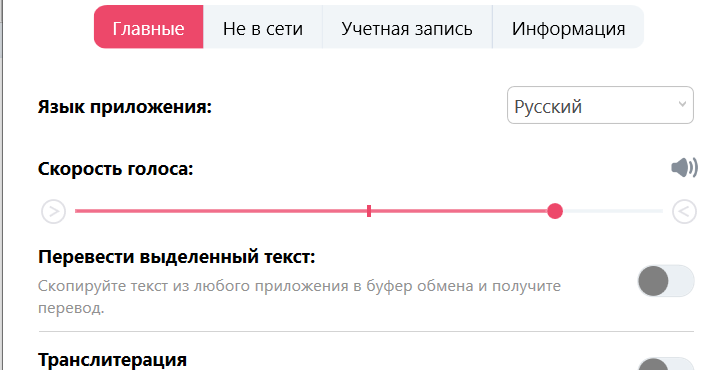 Главные Не в сети Учетная запись Информация
Язык приложения: Русский
Скорость голоса:
Перевести выделенный текст:
Скопируйте текст из любого приложения в буфер обмена и получите
перевод.
Транслитерация